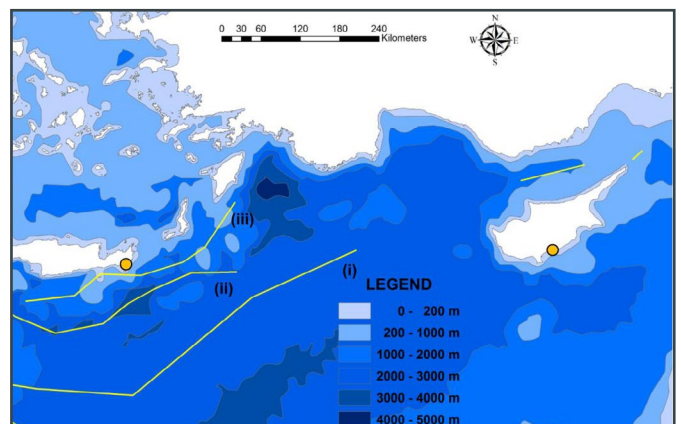 0 30 60 120 180 240
Kilometers
N
W E
S
(iii)
(ii)
(i)
LEGEND
0 - 200 m
200 - 1000 m
1000 - 2000 m
2000 - 3000 m
3000 - 4000 m
4000 - 5000 m